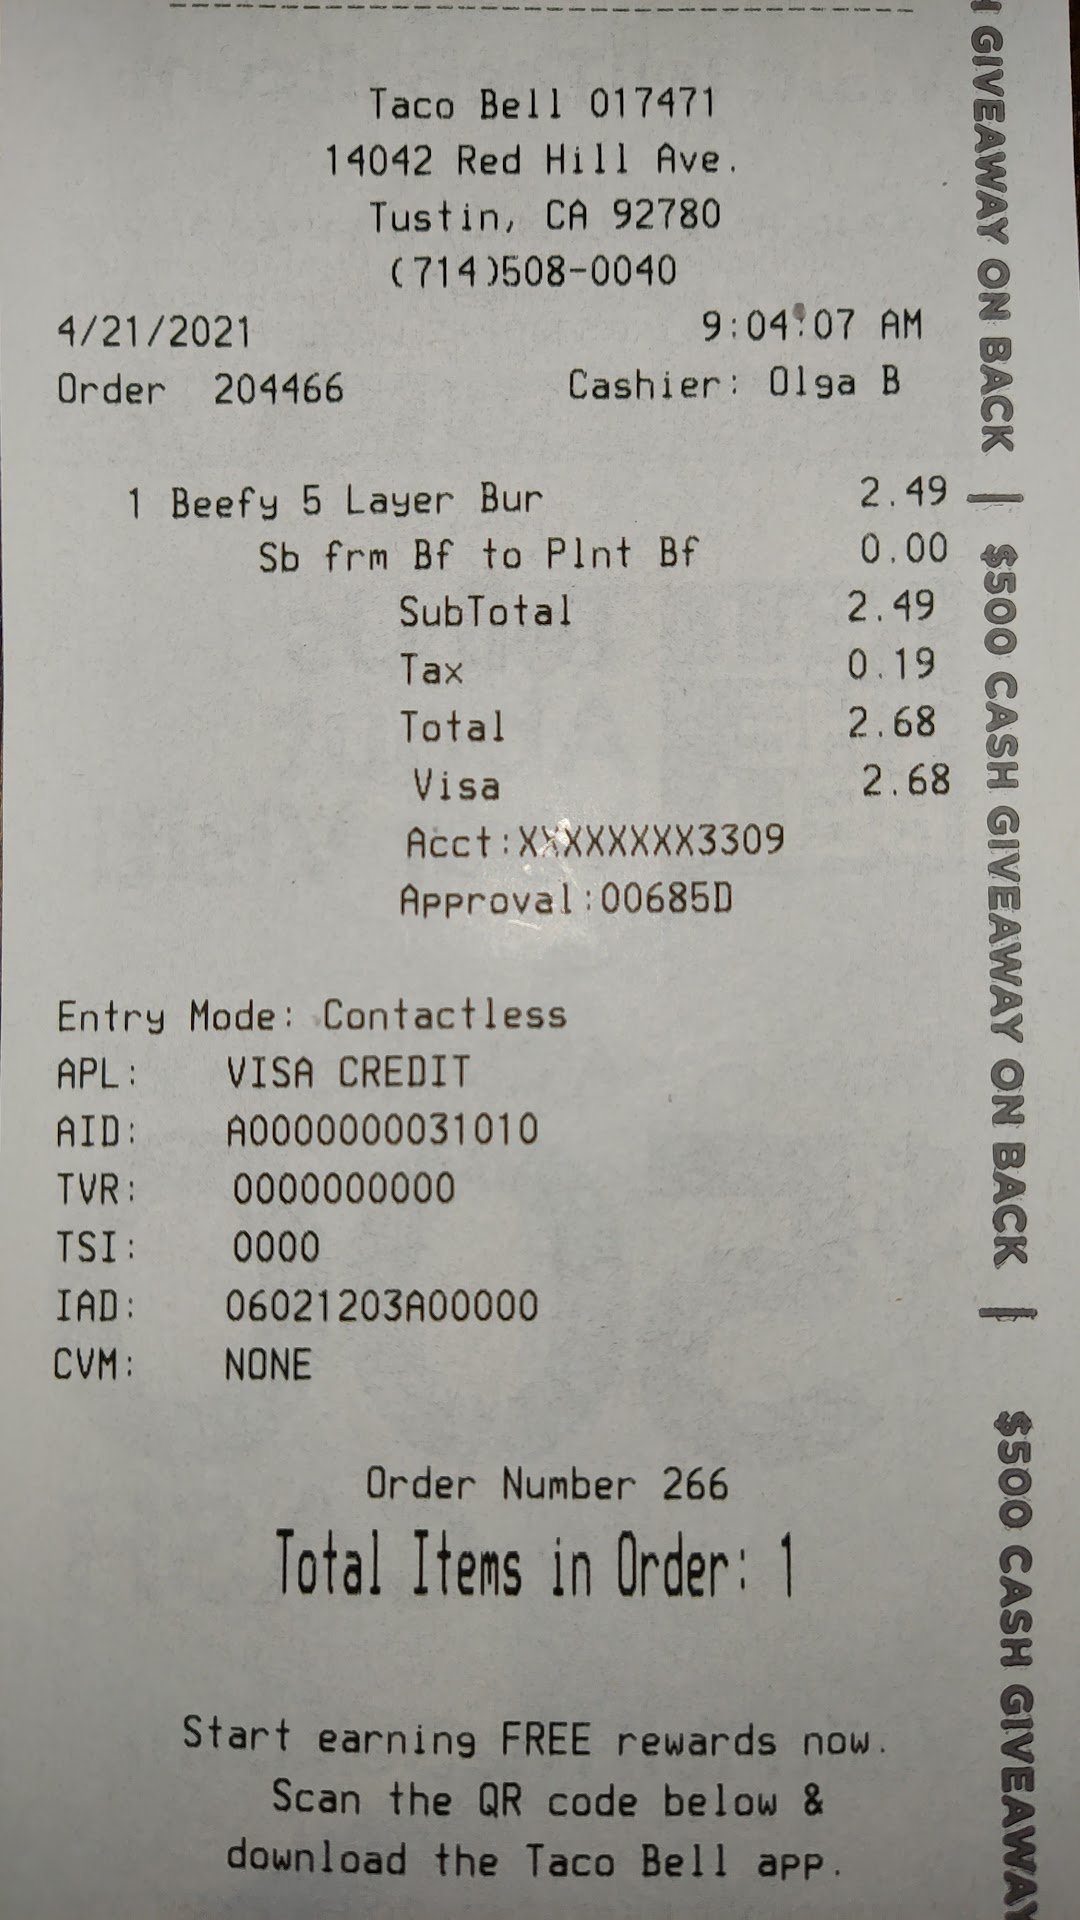 Taco Bell 017471
14042 Red Hill Ave.
Tustin, CA 92780
(714)508-0040
4/21/2021 9:04:07 AM
Order 204466 Cashier: Olga B
1 Beefy 5 Layer Bur 2.49
Sb frm Bf to Plnt Bf 0.00
SubTotal 2.49
Tax 0.19
Total 2.68
Visa 2.68
Acct:XXXXXXXX3309
Approval:00685D
Entry Mode: Contactless
APL: VISA CREDIT
AID: A0000000031010
TVR: 0000000000
TSI: 0000
IAD: 06021203A00000
CVM: NONE
Order Number 266
Total Items in Order: 1
Start earning FREE rewards now.
Scan the QR code below &
download the Taco Bell app.
H GIVEAWAY ON BACK | $500 CASH GIVEAWAY ON BACK | $500 CASH GIVEAWAY